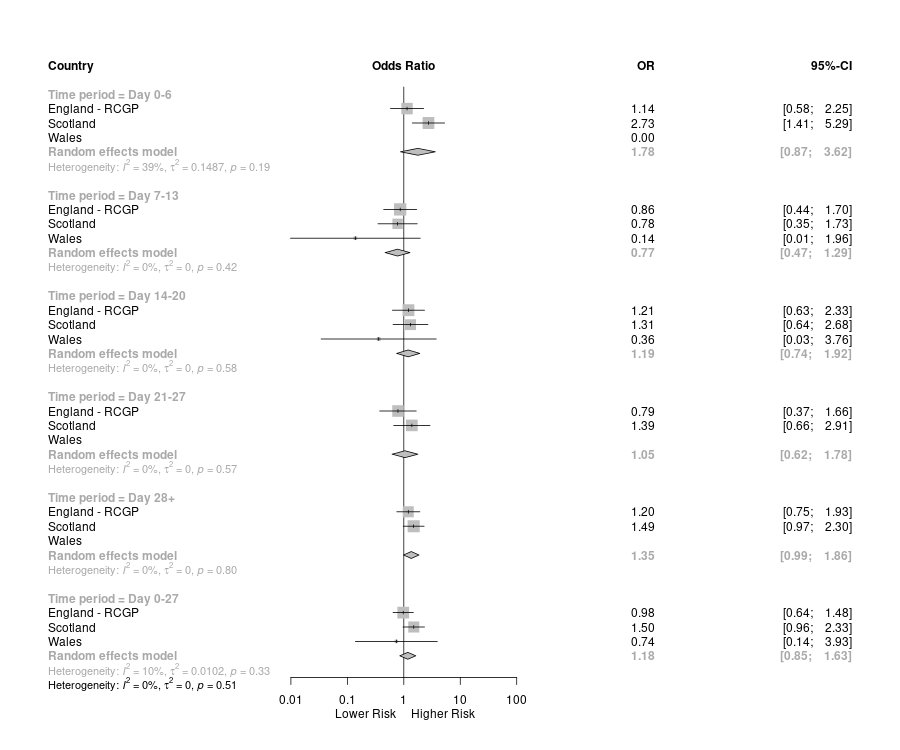 Country Odds Ratio OR 95%-CI
Time period = Day 0-6
England - RCGP 1.14 [0.58; 2.25]
Scotland 2.73 [1.41; 5.29]
Wales 0.00
Random effects model 1.78 [0.87; 3.62]
Heterogeneity: I² = 39%, τ² = 0.1487, p = 0.19
Time period = Day 7-13
England - RCGP 0.86 [0.44; 1.70]
Scotland 0.78 [0.35; 1.73]
Wales 0.14 [0.01; 1.96]
Random effects model 0.77 [0.47; 1.29]
Heterogeneity: I² = 0%, τ² = 0, p = 0.42
Time period = Day 14-20
England - RCGP 1.21 [0.63; 2.33]
Scotland 1.31 [0.64; 2.68]
Wales 0.36 [0.03; 3.76]
Random effects model 1.19 [0.74; 1.92]
Heterogeneity: I² = 0%, τ² = 0, p = 0.58
Time period = Day 21-27
England - RCGP 0.79 [0.37; 1.66]
Scotland 1.39 [0.66; 2.91]
Wales
Random effects model 1.05 [0.62; 1.78]
Heterogeneity: I² = 0%, τ² = 0, p = 0.57
Time period = Day 28+
England - RCGP 1.20 [0.75; 1.93]
Scotland 1.49 [0.97; 2.30]
Wales
Random effects model 1.35 [0.99; 1.86]
Heterogeneity: I² = 0%, τ² = 0, p = 0.80
Time period = Day 0-27
England - RCGP 0.98 [0.64; 1.48]
Scotland 1.50 [0.96; 2.33]
Wales 0.74 [0.14; 3.93]
Random effects model 1.18 [0.85; 1.63]
Heterogeneity: I² = 10%, τ² = 0.0102, p = 0.33
Heterogeneity: I² = 0%, τ² = 0, p = 0.51
0.01 0.1 1 10 100
Lower Risk Higher Risk